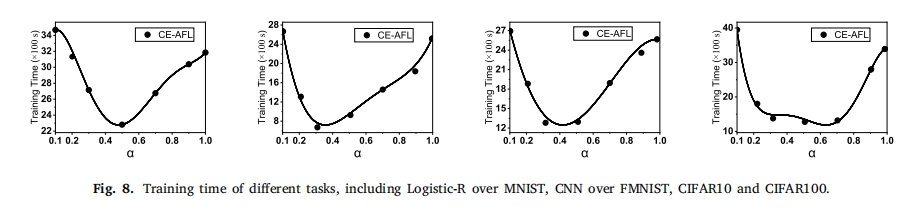 34
32
30
28
26
24
22
Training Time (×100 s)
CE-AFL
0.1 0.2 0.4 0.6 0.8 1.0
α
28
24
20
16
12
8
Training Time (×100 s)
CE-AFL
0.1 0.2 0.4 0.6 0.8 1.0
α
27
24
21
18
15
12
Training Time (×100 s)
CE-AFL
0.1 0.2 0.4 0.6 0.8 1.0
α
40
30
20
10
Training Time (×100 s)
CE-AFL
0.1 0.2 0.4 0.6 0.8 1.0
α
Fig. 8. Training time of different tasks, including Logistic-R over MNIST, CNN over FMNIST, CIFAR10 and CIFAR100.